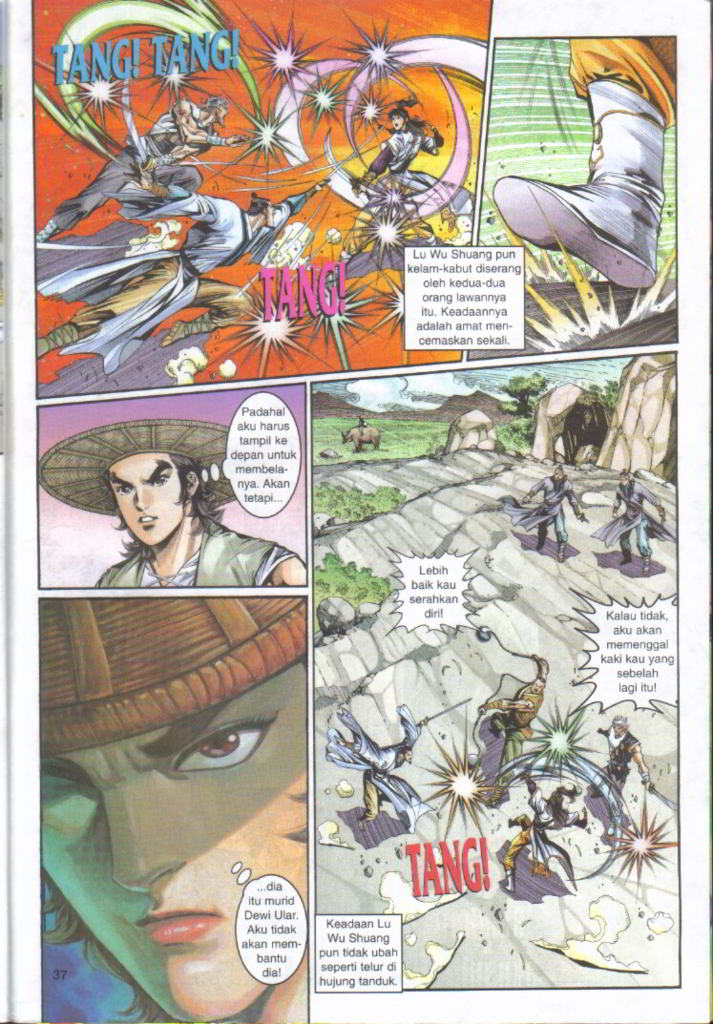 TANG! TANG!
TANG!
Lu Wu Shuang pun
kelam-kabut diserang
oleh kedua-dua
orang lawannya
itu. Keadaannya
adalah amat men-
cemaskan sekali.
Padahal
aku harus
tampil ke
depan untuk
membela-
nya. Akan
tetapi...
...dia
itu murid
Dewi Ular.
Aku tidak
akan mem-
bantu
dia!
Lebih
baik kau
serahkan
diri!
Kalau tidak,
aku akan
memenggal
kaki kau yang
sebelah
lagi itu!
TANG!
Keadaan Lu
Wu Shuang
pun tidak ubah
seperti telur di
hujung tanduk.
37